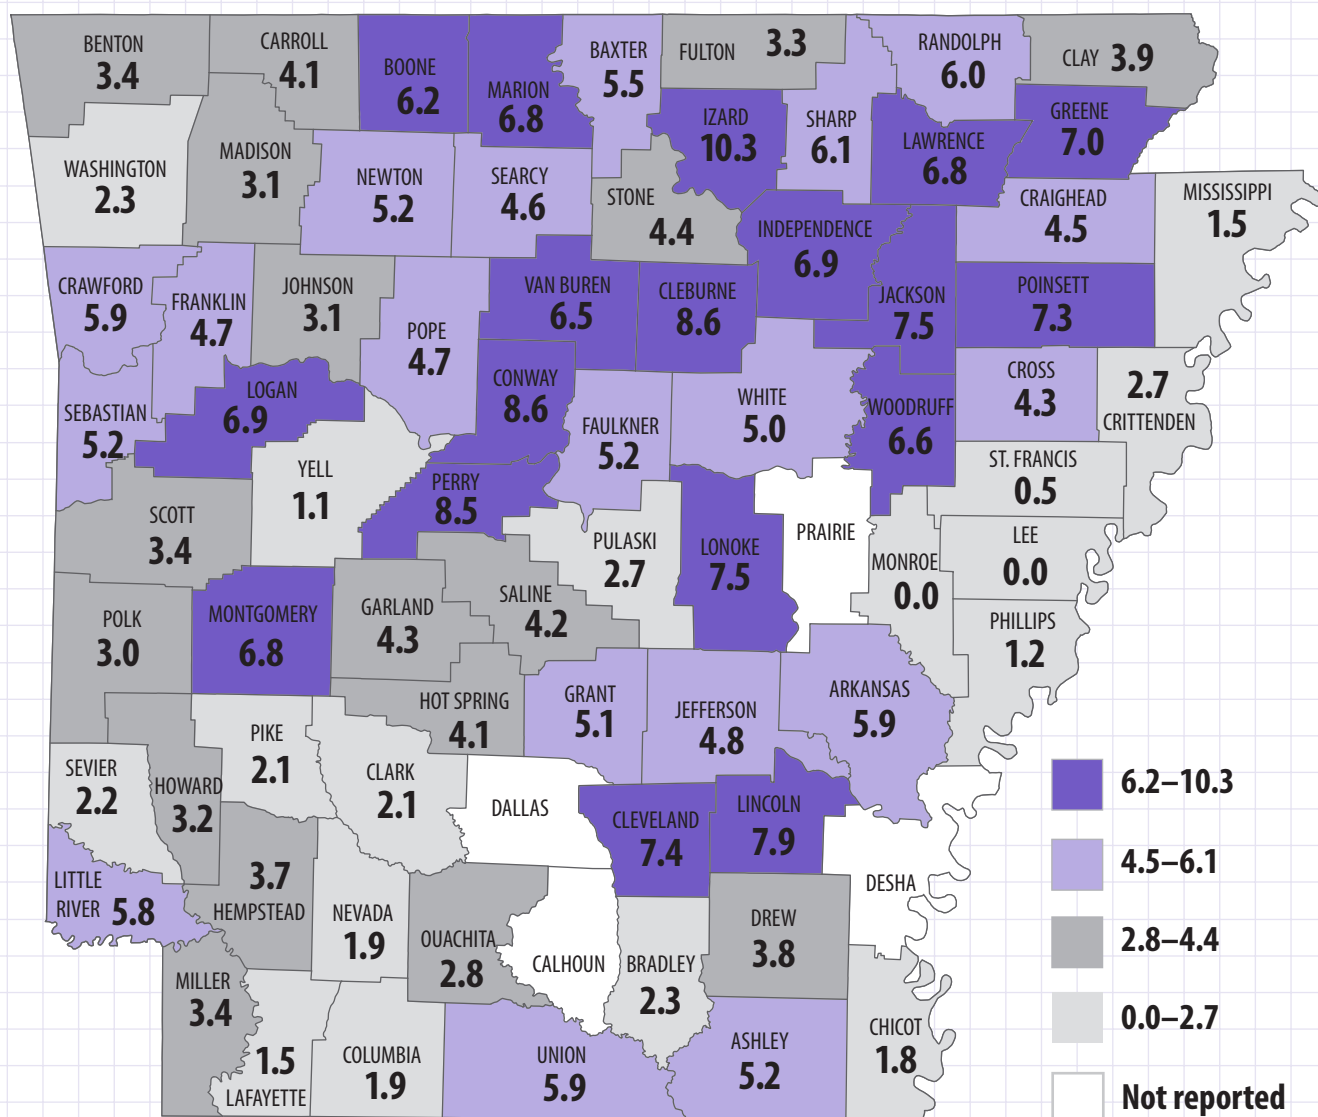 BENTON
3.4
CARROLL
4.1
BOONE
6.2
MARION
6.8
BAXTER
5.5
FULTON 3.3
RANDOLPH
6.0
CLAY 3.9
WASHINGTON
2.3
MADISON
3.1
NEWTON
5.2
SEARCY
4.6
STONE
4.4
IZARD
10.3
SHARP
6.1
LAWRENCE
6.8
GREENE
7.0
CRAIGHEAD
4.5
MISSISSIPPI
1.5
CRAWFORD
5.9
FRANKLIN
4.7
JOHNSON
3.1
POPE
4.7
VAN BUREN
6.5
CLEBURNE
8.6
INDEPENDENCE
6.9
JACKSON
7.5
POINSETT
7.3
SEBASTIAN
5.2
LOGAN
6.9
CONWAY
8.6
FAULKNER
5.2
WHITE
5.0
WOODRUFF
6.6
CROSS
4.3
2.7
CRITTENDEN
YELL
1.1
PERRY
8.5
ST. FRANCIS
0.5
SCOTT
3.4
PULASKI
2.7
LONOKE
7.5
PRAIRIE
MONROE
0.0
LEE
0.0
POLK
3.0
MONTGOMERY
6.8
GARLAND
4.3
SALINE
4.2
PHILLIPS
1.2
HOT SPRING
4.1
GRANT
5.1
JEFFERSON
4.8
ARKANSAS
5.9
SEVIER
2.2
HOWARD
3.2
PIKE
2.1
CLARK
2.1
DALLAS
CLEVELAND
7.4
LINCOLN
7.9
DESHA
LITTLE
RIVER 5.8
3.7
HEMPSTEAD
NEVADA
1.9
OUACHITA
2.8
CALHOUN
BRADLEY
2.3
DREW
3.8
MILLER
3.4
1.5
LAFAYETTE
COLUMBIA
1.9
UNION
5.9
ASHLEY
5.2
CHICOT
1.8
6.2–10.3
4.5–6.1
2.8–4.4
0.0–2.7
Not reported